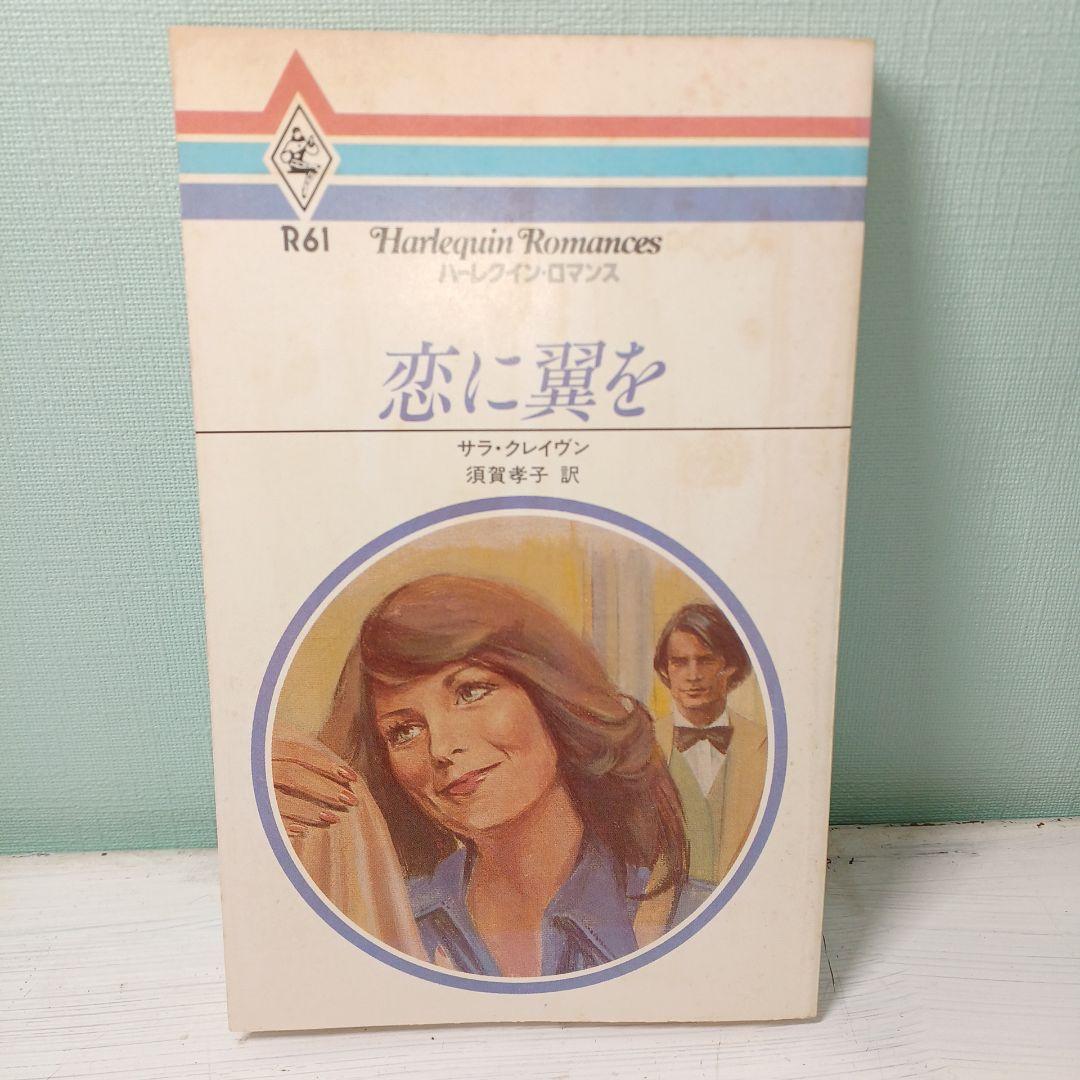 R61
Harlequin Romances
ハーレクイン・ロマンス
恋に翼を
サラ・クレイヴン
須賀孝子 訳